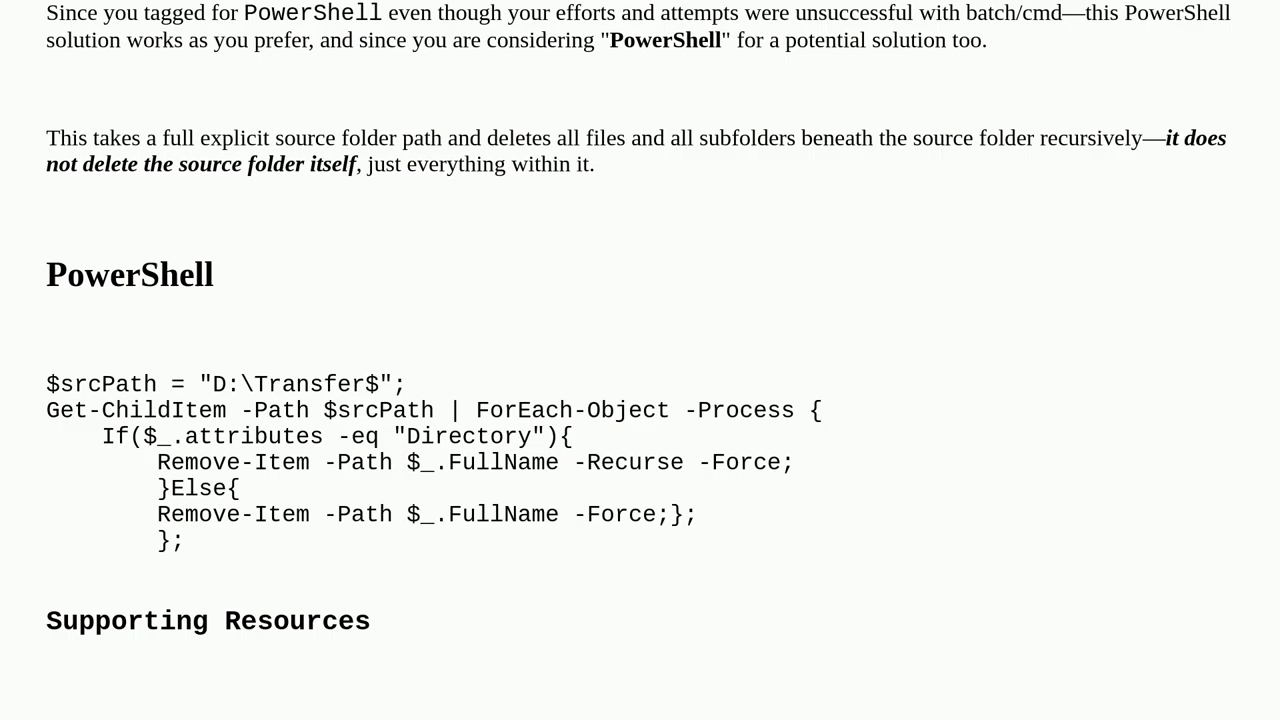 Since you tagged for PowerShell even though your efforts and attempts were unsuccessful with batch/cmd—this PowerShell
solution works as you prefer, and since you are considering "PowerShell" for a potential solution too.
This takes a full explicit source folder path and deletes all files and all subfolders beneath the source folder recursively—it does
not delete the source folder itself, just everything within it.
PowerShell
$srcPath = "D:\Transfer$";
Get-ChildItem -Path $srcPath | ForEach-Object -Process {
    If($_.attributes -eq "Directory"){
        Remove-Item -Path $_.FullName -Recurse -Force;
        }Else{
        Remove-Item -Path $_.FullName -Force;};
        };
Supporting Resources